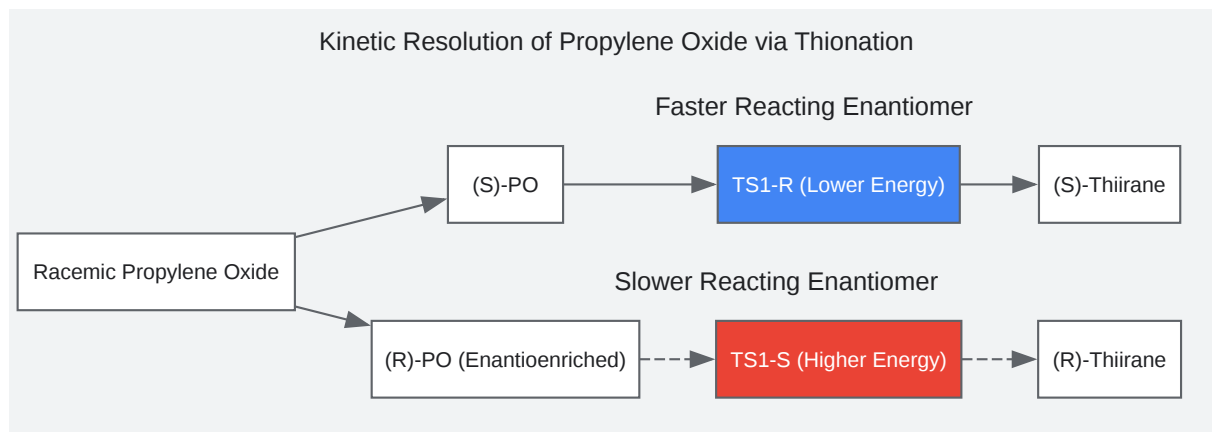 Kinetic Resolution of Propylene Oxide via Thionation
Faster Reacting Enantiomer
(S)-PO
TS1-R (Lower Energy)
(S)-Thiirane
Racemic Propylene Oxide
Slower Reacting Enantiomer
(R)-PO (Enantioenriched)
TS1-S (Higher Energy)
(R)-Thiirane